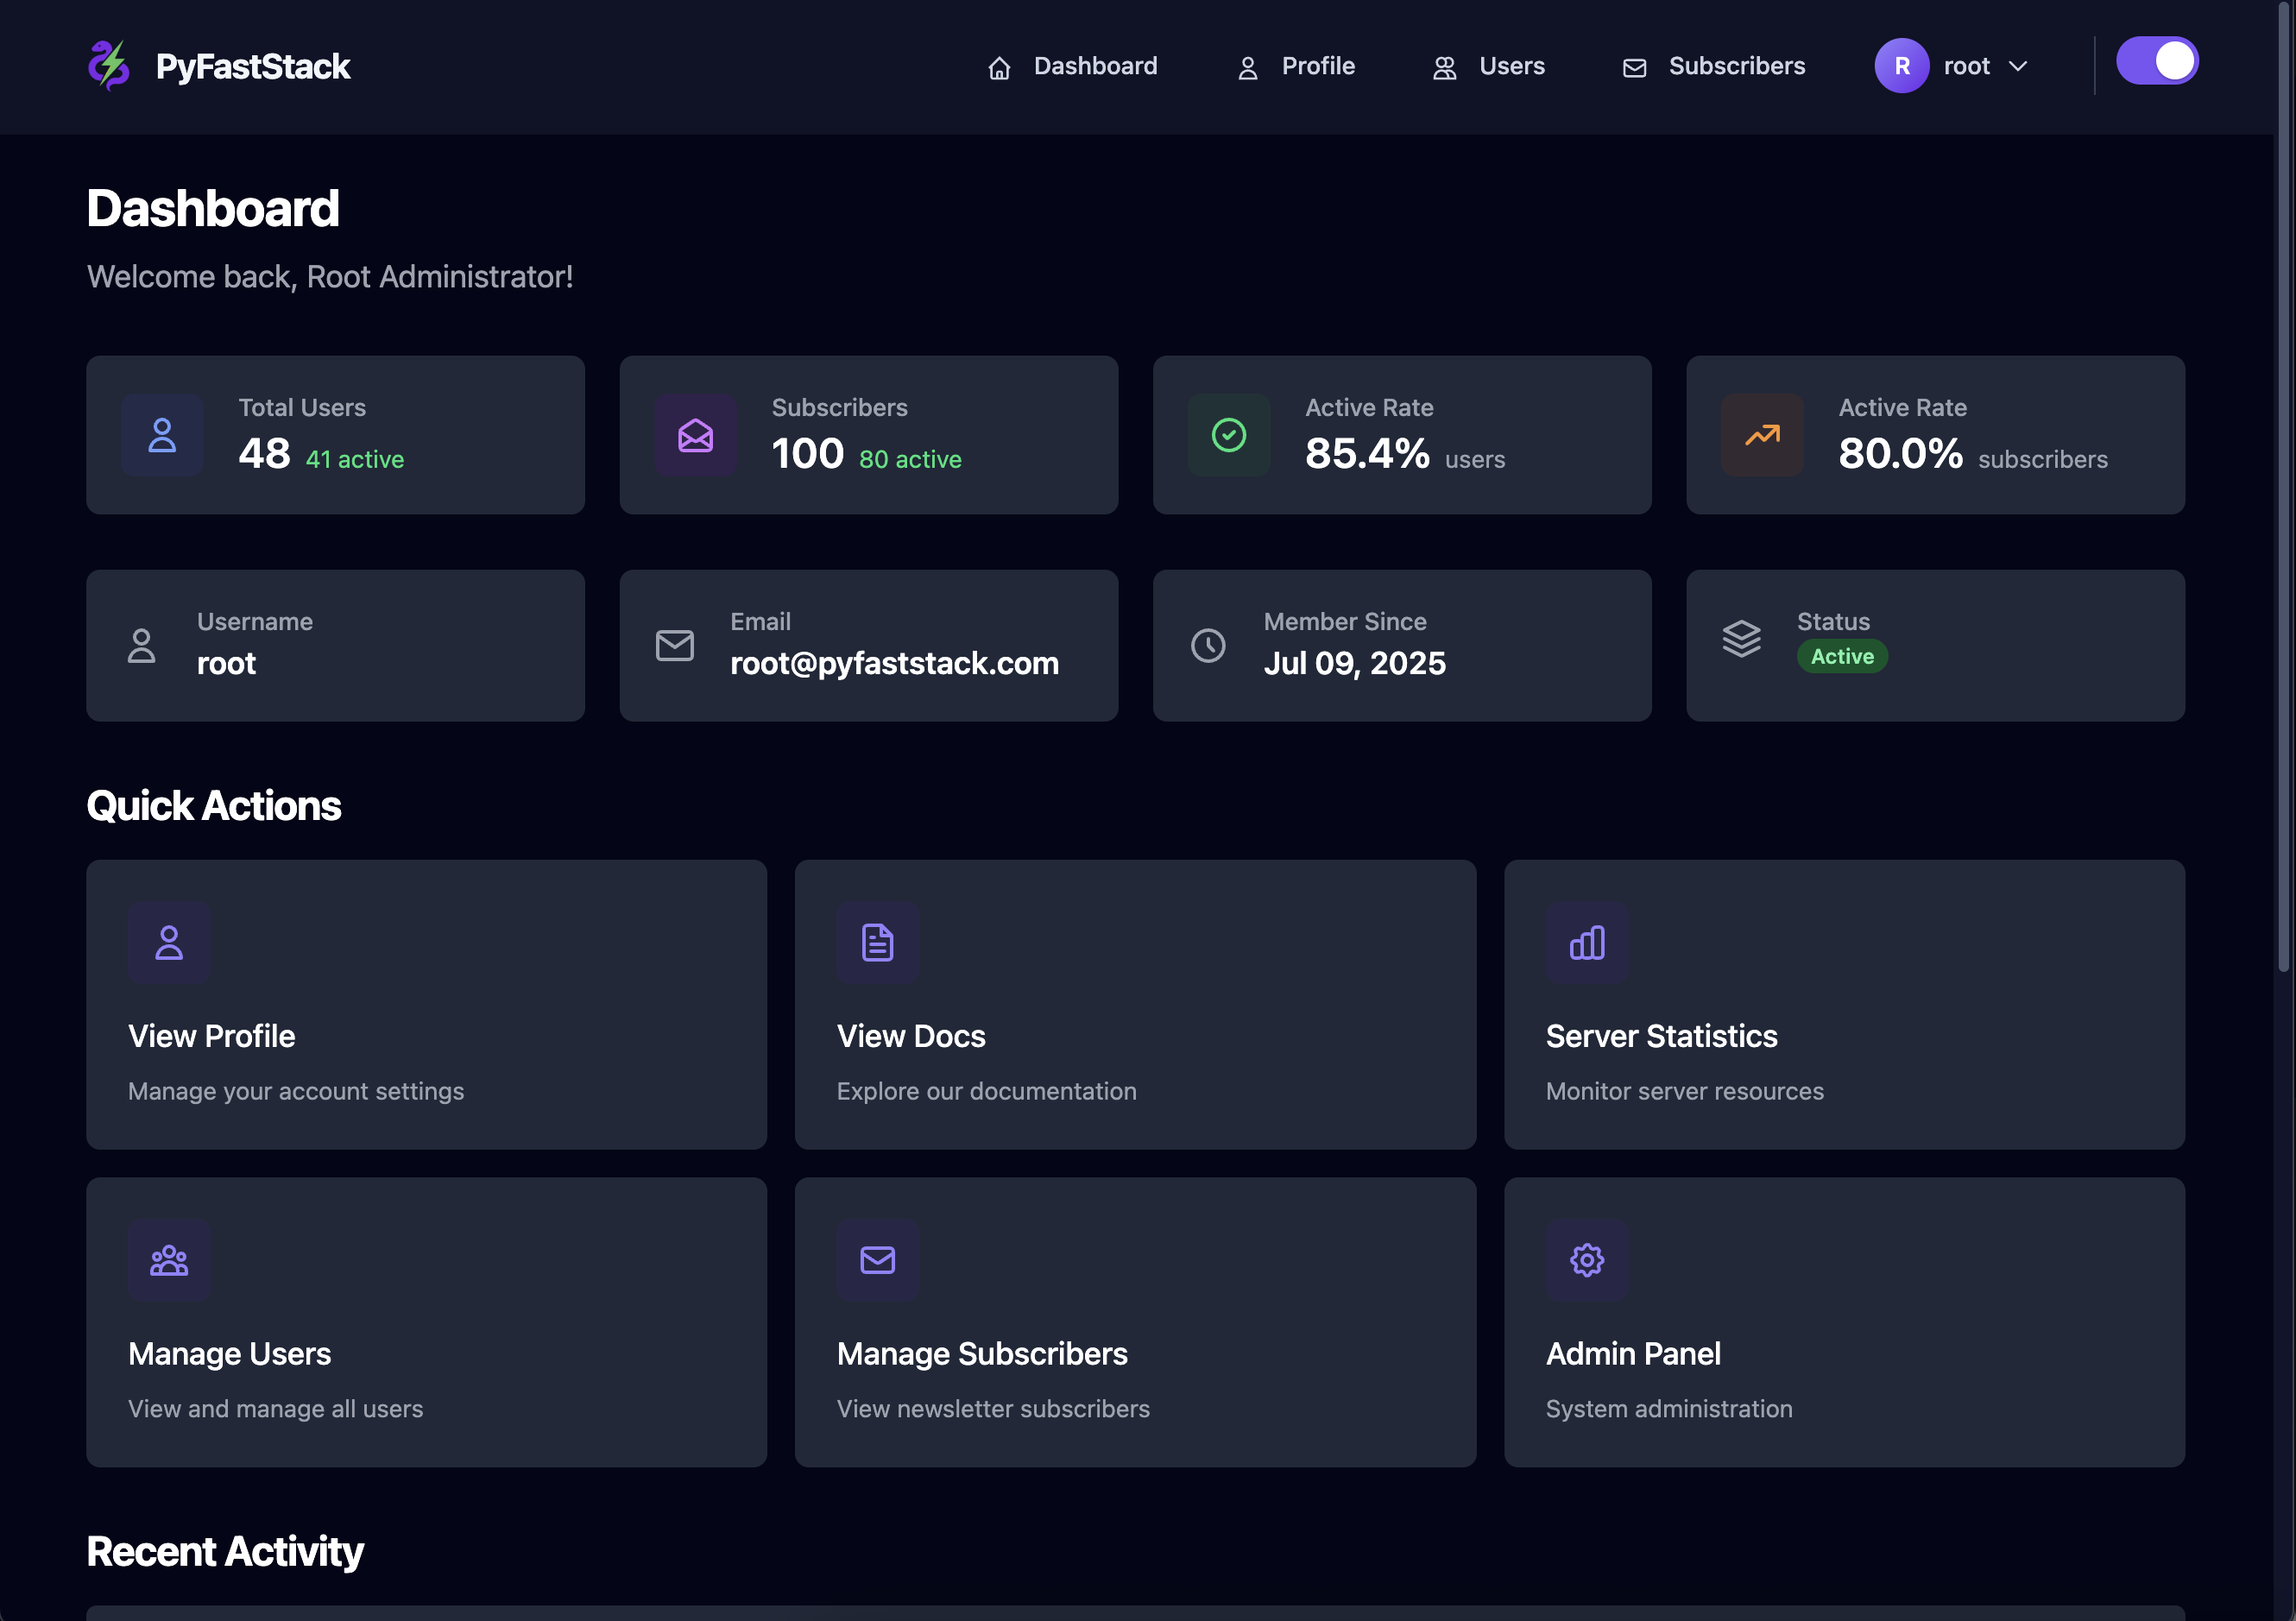 PyFastStack
Dashboard
Profile
Users
Subscribers
R
root
Dashboard
Welcome back, Root Administrator!
Total Users
48 41 active
Subscribers
100 80 active
Active Rate
85.4% users
Active Rate
80.0% subscribers
Username
root
Email
root@pyfaststack.com
Member Since
Jul 09, 2025
Status
Active
Quick Actions
View Profile
Manage your account settings
View Docs
Explore our documentation
Server Statistics
Monitor server resources
Manage Users
View and manage all users
Manage Subscribers
View newsletter subscribers
Admin Panel
System administration
Recent Activity